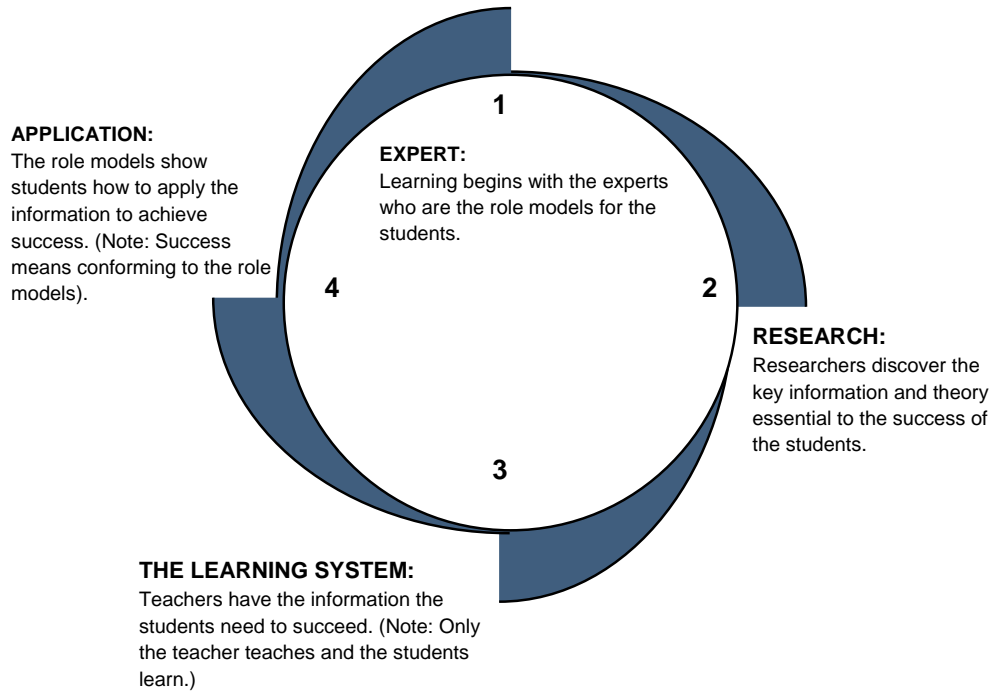 1
EXPERT:
Learning begins with the experts
who are the role models for the
students.
2
RESEARCH:
Researchers discover the
key information and theory
essential to the success of
the students.
3
THE LEARNING SYSTEM:
Teachers have the information the
students need to succeed. (Note: Only
the teacher teaches and the students
learn.)
4
APPLICATION:
The role models show
students how to apply the
information to achieve
success. (Note: Success
means conforming to the role
models).